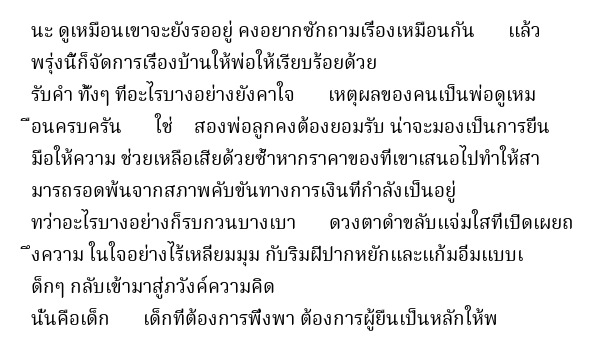 นะ ดูเหมือนเขาจะยังรออยู่ คงอยากซักถามเรื่องเหมือนกัน แล้ว
พรุ่งนี้ก็จัดการเรื่องบ้านให้พ่อให้เรียบร้อยด้วย
รับคำ ทั้งๆ ที่อะไรบางอย่างยังคาใจ เหตุผลของคนเป็นพ่อดูเหม
ือนครบครัน ใช่ สองพ่อลูกคงต้องยอมรับ น่าจะมองเป็นการยื่น
มือให้ความ ช่วยเหลือเสียด้วยซ้ำหากราคาของที่เขาเสนอไปทำให้สา
มารถรอดพ้นจากสภาพคับขันทางการเงินที่กำลังเป็นอยู่
ทว่าอะไรบางอย่างก็รบกวนบางเบา ดวงตาดำขลับแจ่มใสที่เปิดเผยถ
ึงความ ในใจอย่างไร้เหลี่ยมมุม กับริมฝีปากหยักและแก้มอิ่มแบบเ
ด็กๆ กลับเข้ามาสู่ภวังค์ความคิด
นั่นคือเด็ก เด็กที่ต้องการพึ่งพา ต้องการผู้ยืนเป็นหลักให้พ